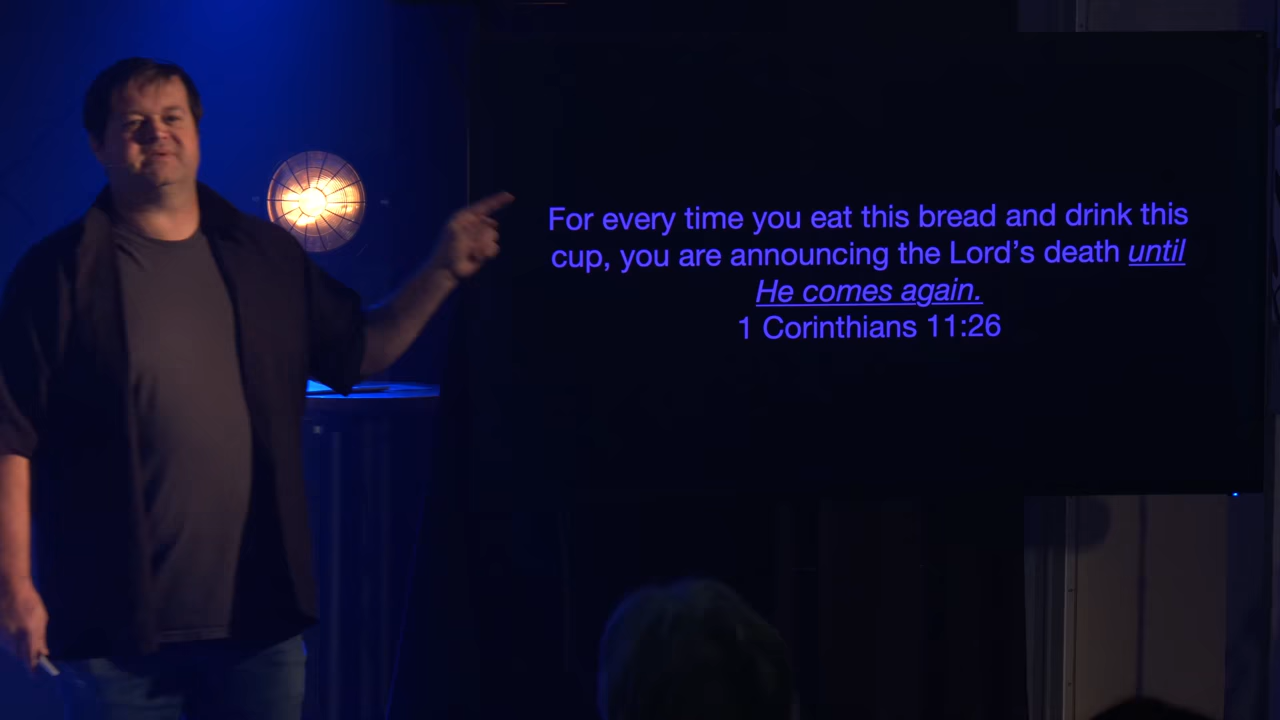 For every time you eat this bread and drink this
cup, you are announcing the Lord’s death until
He comes again.
1 Corinthians 11:26